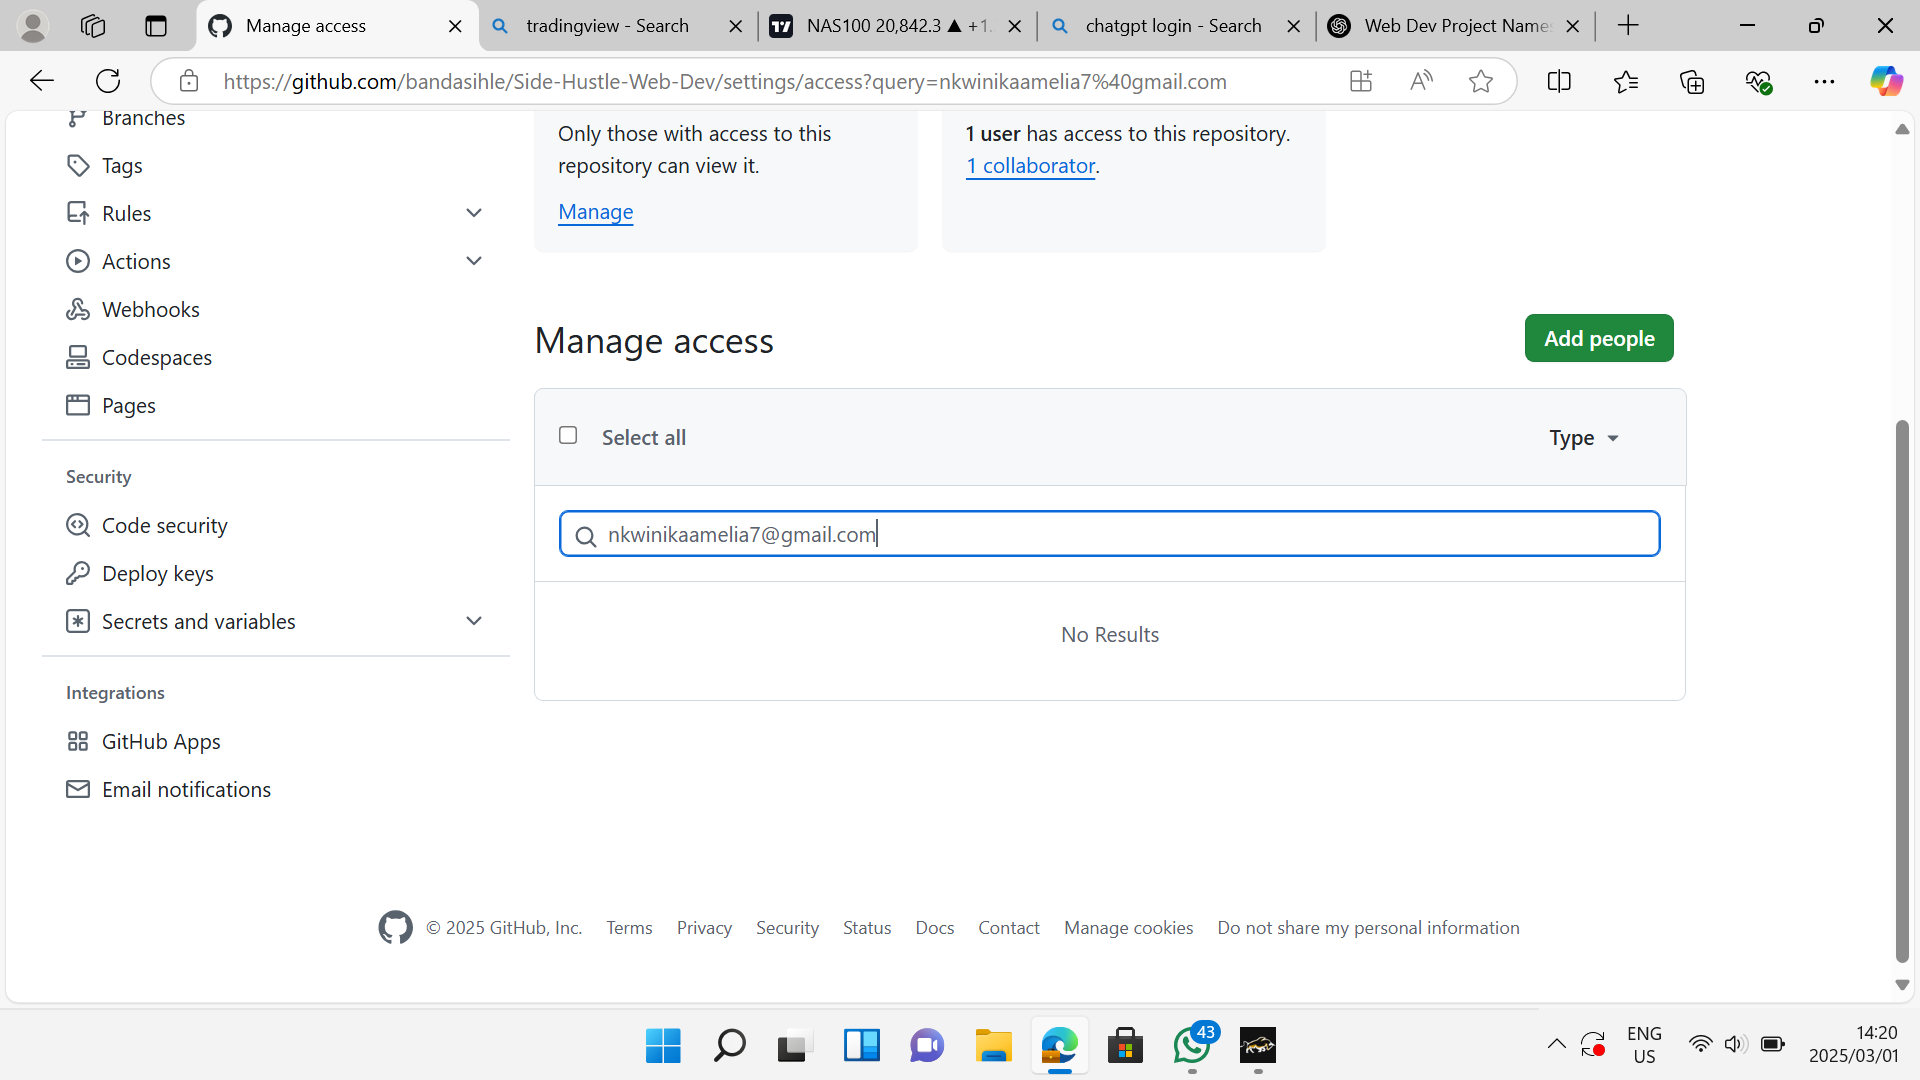 Manage access
tradingview - Search
NAS100 20,842.3 ▲ +1.
chatgpt login - Search
Web Dev Project Name
https://github.com/bandasihle/Side-Hustle-Web-Dev/settings/access?query=nkwinikaamelia7%40gmail.com
Branches
Tags
Rules
Actions
Webhooks
Codespaces
Pages
Security
Code security
Deploy keys
Secrets and variables
Integrations
GitHub Apps
Email notifications
Only those with access to this
repository can view it.
Manage
1 user has access to this repository.
1 collaborator.
Manage access
Add people
Select all
Type
nkwinikaamelia7@gmail.com
No Results
© 2025 GitHub, Inc. Terms Privacy Security Status Docs Contact Manage cookies Do not share my personal information
43
ENG
US
14:20
2025/03/01